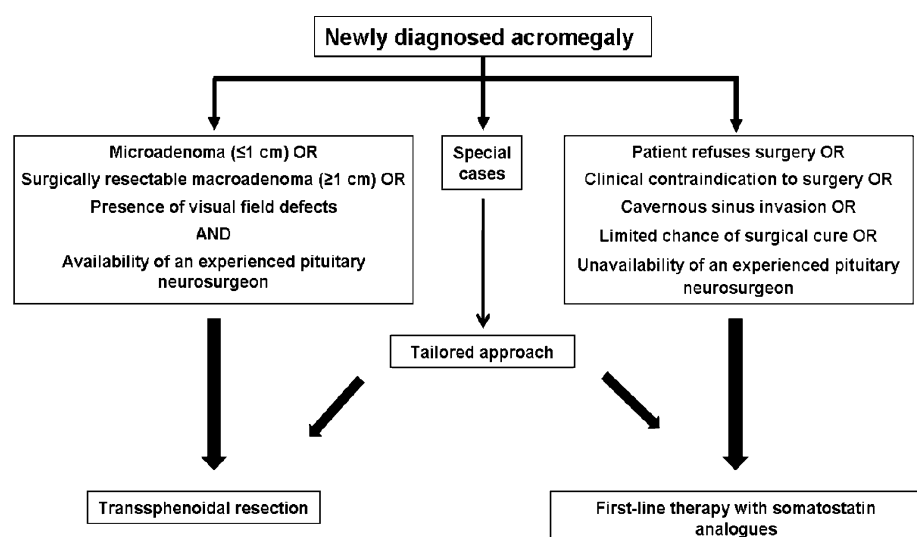 Newly diagnosed acromegaly
Microadenoma (≤1 cm) OR
Surgically resectable macroadenoma (≥1 cm) OR
Presence of visual field defects
AND
Availability of an experienced pituitary
neurosurgeon
Special
cases
Patient refuses surgery OR
Clinical contraindication to surgery OR
Cavernous sinus invasion OR
Limited chance of surgical cure OR
Unavailability of an experienced pituitary
neurosurgeon
Tailored approach
Transsphenoidal resection
First-line therapy with somatostatin
analogues